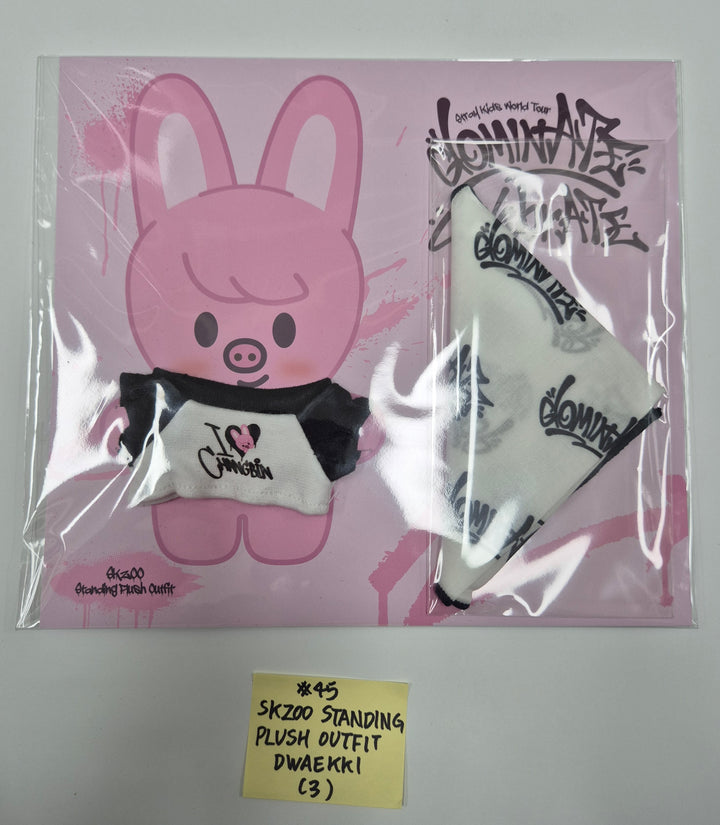 Stray Kids World Tour
dominATE
dominATE
dominATE
I
CHANGBIN
SKZOO
Standing Plush Outfit
#45
SKZOO STANDING
PLUSH OUTFIT
DWAEKKI
(3)